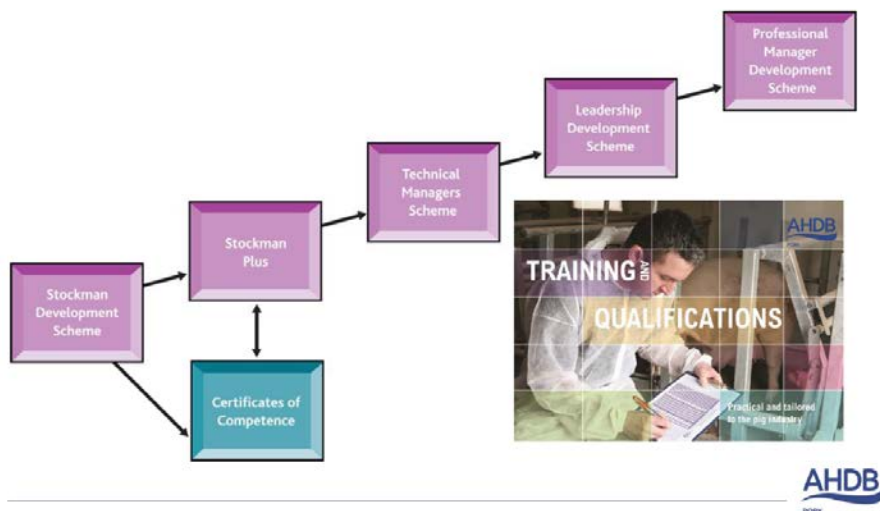 Professional
Manager
Development
Scheme
Leadership
Development
Scheme
Technical
Managers
Scheme
Stockman
Plus
Stockman
Development
Scheme
Certificates of
Competence
AHDB
TRAINING AND
QUALIFICATIONS
Practical and tailored
to the pig industry
AHDB
PORK